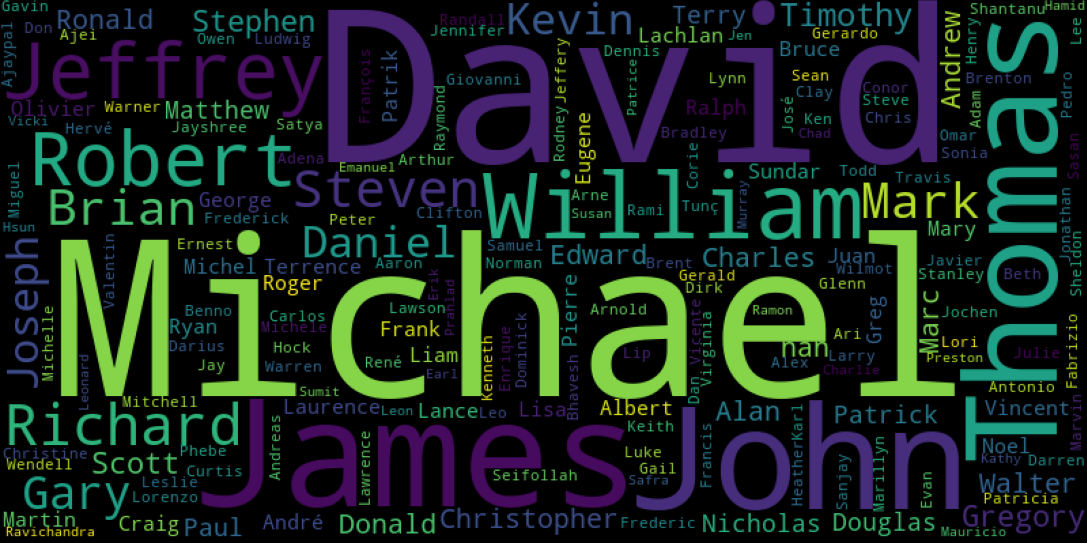 Gavin
Ronald
Stephen
David
Randall
Kevin
Terry
Timothy
Shantanu
Hamid
Don
Ajei
Owen
Ludwig
Jennifer
Lachlan
Jen
Gerardo
Andrew
Henry
Lee
Ajaypal
Jeffrey
François
Patrik
Giovanni
Jeffery
Dennis
Patrice
Bruce
Sean
Clay
Conor
Steve
Chris
Brenton
Pedro
Thomas
Olivier
Warner
Matthew
Lynn
Ralph
José
Ken
Chad
Adam
Vicki
Hervé
Jayshree
Satya
Raymond
Rodney
Eugene
Bradley
Omar
Sonia
Jonathan
Sasan
Robert
Adena
Emanuel
Arthur
Corie
Sundar
Todd
Travis
Miguel
Steven
William
Mark
Brian
George
Frederick
Peter
Clifton
Arne
Susan
Rami
Tunç
Murray
Mary
Hsun
Joseph
Valentin
Michael
Ernest
Daniel
Samuel
Norman
Edward
Brent
Charles
Juan
Wilmot
Javier
Stanley
Beth
Sheldon
Michel
Terrence
Aaron
Erik
Prahlad
Gerald
Dirk
Glenn
Roger
Benno
Carlos
Lawson
Pierre
Arnold
Ramon
Greg
Marc
Jochen
Ryan
Michele
Frank
Kenneth
Enrique
Dominick
Vicente
Virginia
nan
Ari
Lori
Julie
Fabrizio
Michelle
Darius
Hock
René
Liam
Lip
Dan
Larry
Preston
Leonard
Jay
Warren
Earl
Bhavesh
Alex
Charlie
Antonio
Marvin
Sumit
Mitchell
Richard
James
Laurence
Leon
Lance
Leo
Lisa
Albert
John
Alan
Patrick
Vincent
Christine
Phebe
Andreas
Keith
Francis
Karl
Heather
Noel
Kathy
Darren
Wendell
Scott
Curtis
Lawrence
Luke
Gail
Sanjay
Marillyn
Evan
Walter
Gary
Leslie
Lorenzo
Seifollah
Safra
Patricia
Martin
Ravichandra
Craig
Paul
André
Donald
Christopher
Frederic
Nicholas
Douglas
Gregory
Mauricio